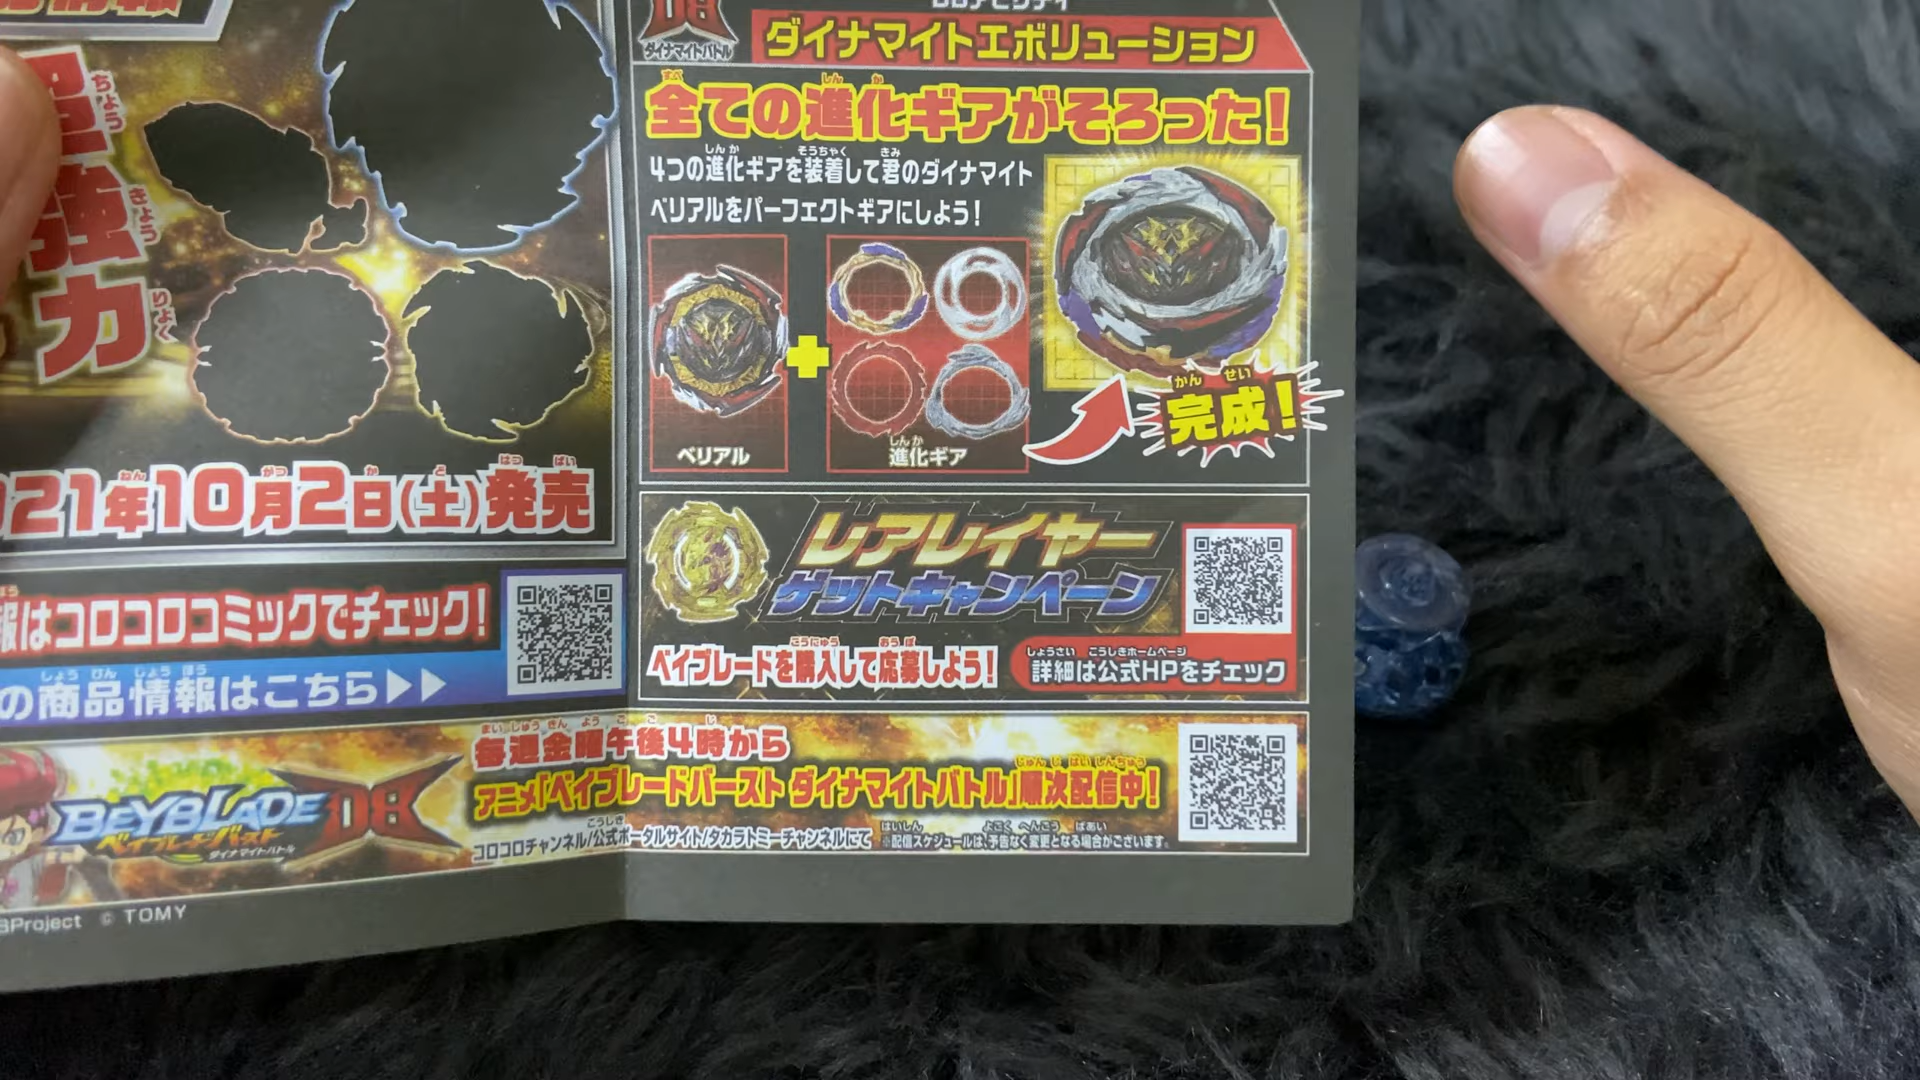 超強力
ちょう
きょう
りょく
021年10月2日(土)発売
ねん がつ か ど はつ ばい
報はコロコロコミックでチェック!
しょう ひん じょう ほう
の商品情報はこちら▶▶
BEYBLADE
ベイブレードバースト
ダイナマイトバトル
DB
BProject © TOMY
DB
ダイナマイトバトル
ダイナマイトエボリューション
すべ しん か
全ての進化ギアがそろった!
しんか そうちゃく きみ
4つの進化ギアを装着して君のダイナマイト
ベリアルをパーフェクトギアにしよう!
ベリアル
しんか
進化ギア
かん せい
完成!
レアレイヤー
ゲットキャンペーン
こうにゅう おうぼ
ベイブレードを購入して応募しよう!
しょうさい こうしきホームページ
詳細は公式HPをチェック
まいしゅうきん よう ご ご じ
毎週金曜午後4時から
じゅん じ はい しんちゅう
アニメ「ベイブレードバースト ダイナマイトバトル」順次配信中!
こうしき
コロコロチャンネル/公式ポータルサイト/タカラトミーチャンネルにて
はいしん よこく へんこう ばあい
※配信スケジュールは、予告なく変更となる場合がございます。